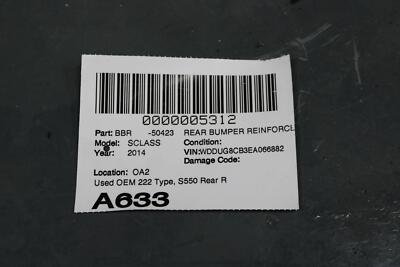 0000005312
Part: BBR -50423 REAR BUMPER REINFORCL
Model: SCLASS Condition:
Year: 2014 VIN:WDDUG8CB3EA066882
Damage Code:
Location: OA2
Used OEM 222 Type, S550 Rear R
A633